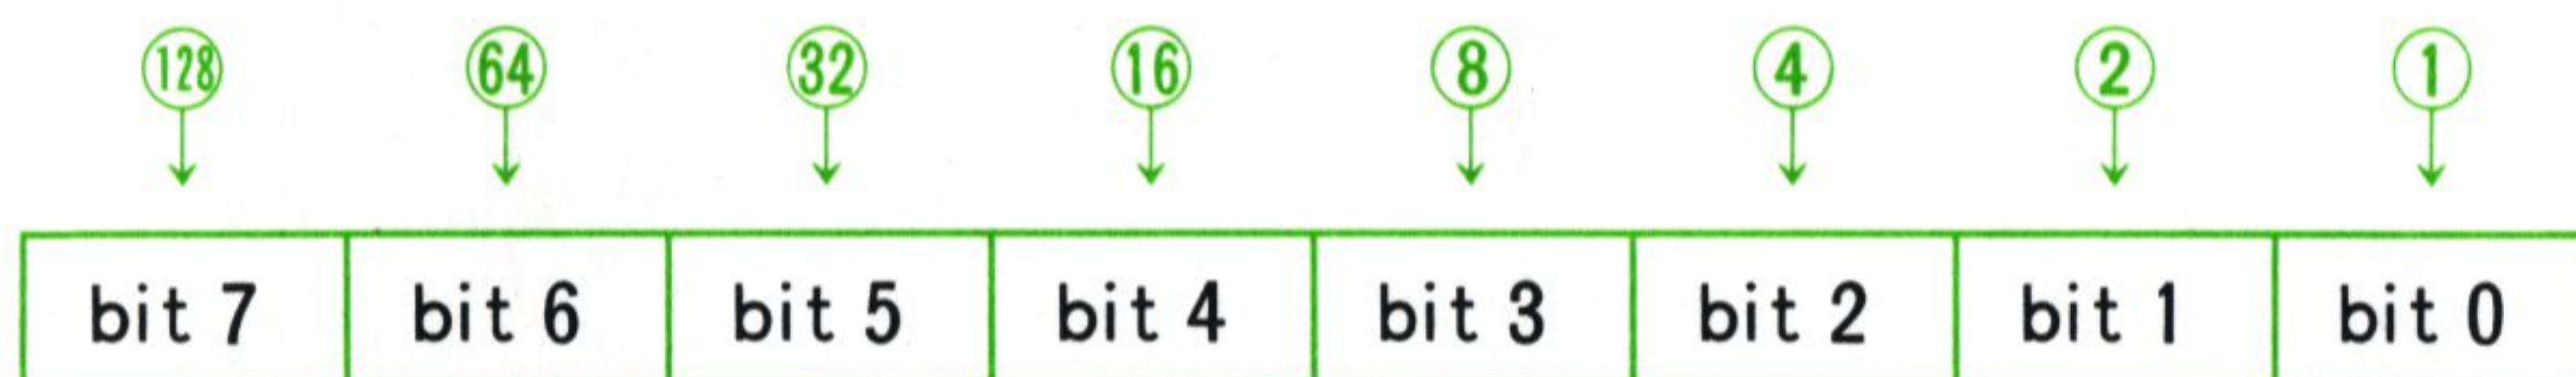 128 64 32 16 8 4 2 1
bit 7 bit 6 bit 5 bit 4 bit 3 bit 2 bit 1 bit 0